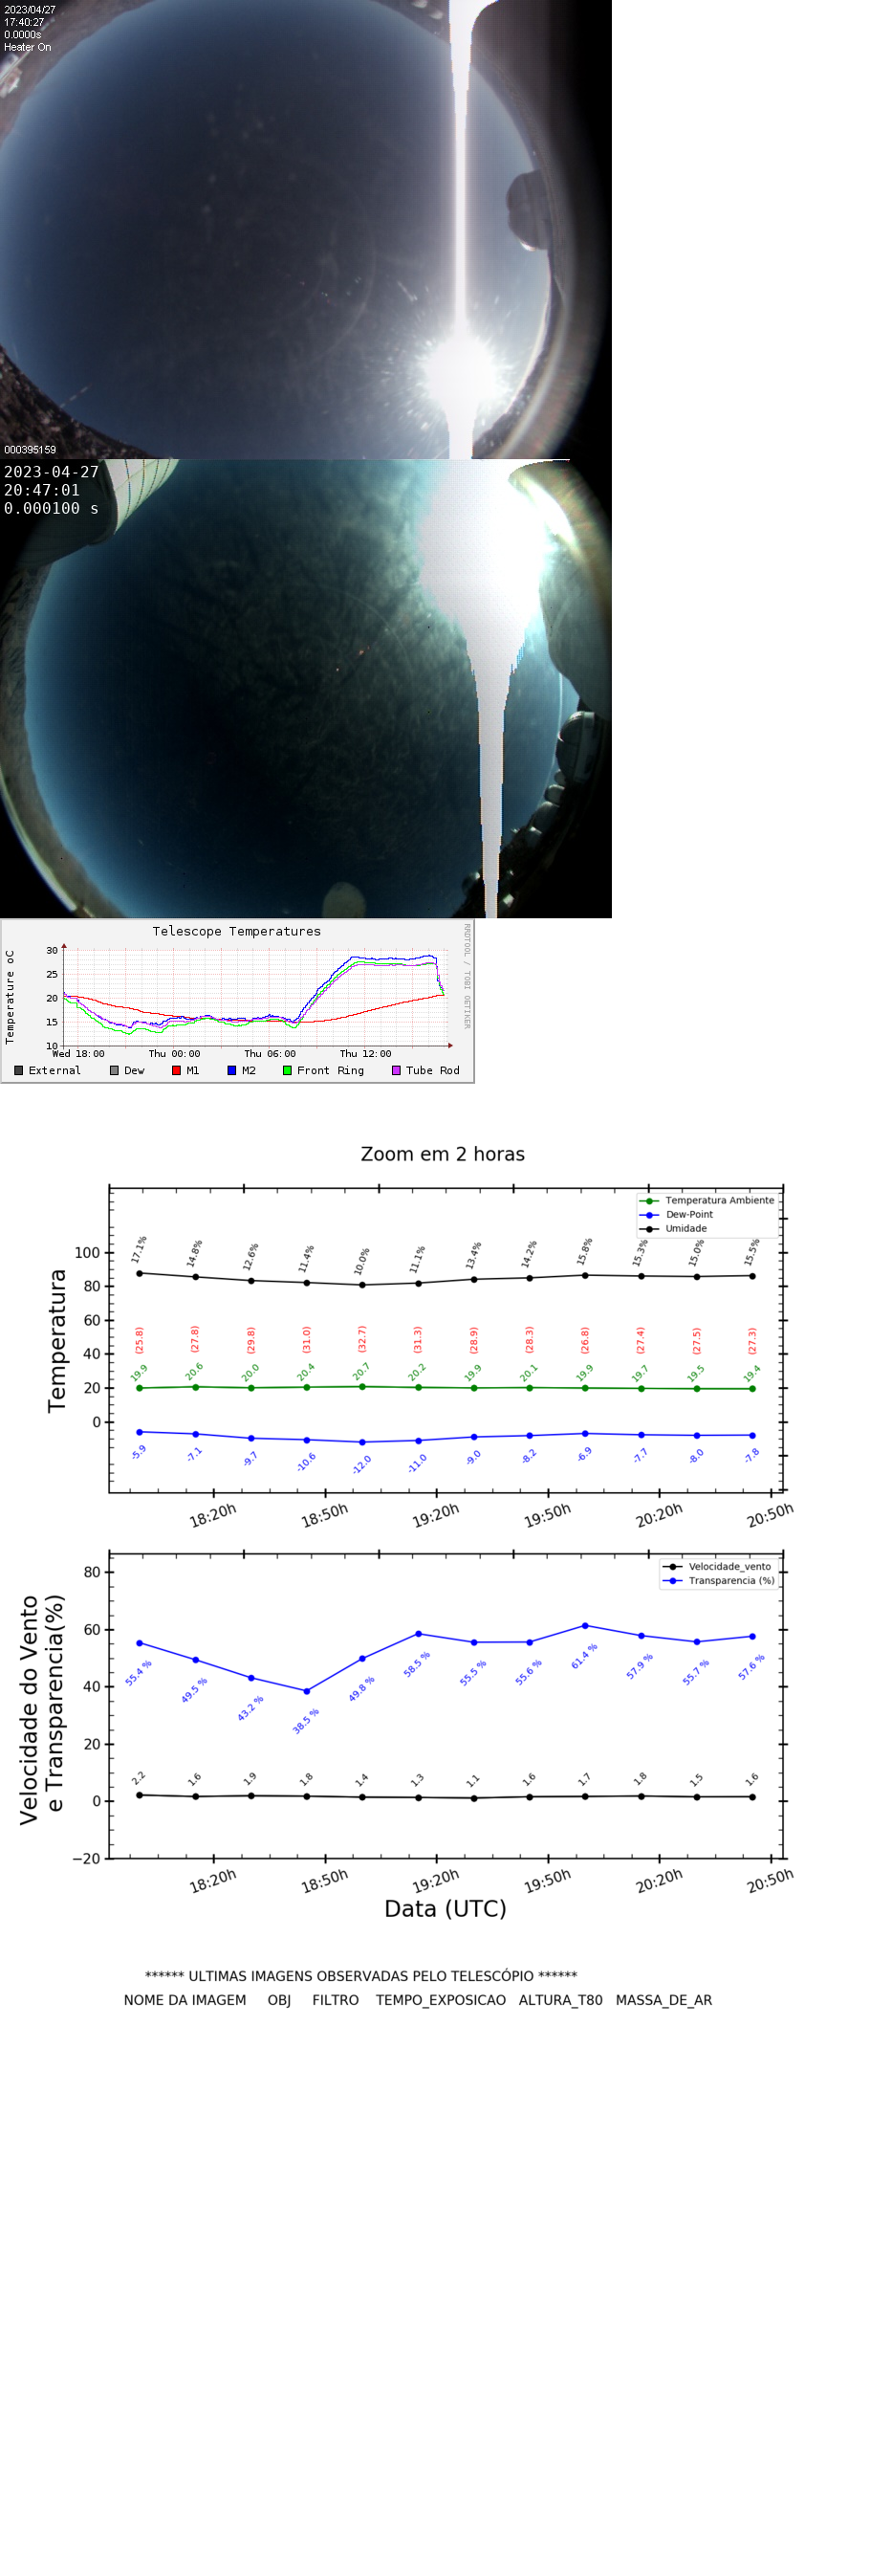 2023/04/27
17:40:27
0.0000s
Heater On
000395159
2023-04-27
20:47:01
0.000100 s
Telescope Temperatures
RRDTOOL / TOBI OETIKER
Temperature oC
30
25
20
15
10
Wed 18:00 Thu 00:00 Thu 06:00 Thu 12:00
External Dew M1 M2 Front Ring Tube Rod
Zoom em 2 horas
Temperatura Ambiente
Dew-Point
Umidade
Temperatura
100
80
60
40
20
0
17.1% 14.8% 12.6% 11.4% 10.0% 11.1% 13.4% 14.2% 15.8% 15.3% 15.0% 15.5%
(25.8) (27.8) (29.8) (31.0) (32.7) (31.3) (28.9) (28.3) (26.8) (27.4) (27.5) (27.3)
19.9 20.6 20.0 20.4 20.7 20.2 19.9 20.1 19.9 19.7 19.5 19.4
-5.9 -7.1 -9.7 -10.6 -12.0 -11.0 -9.0 -8.2 -6.9 -7.7 -8.0 -7.8
18:20h 18:50h 19:20h 19:50h 20:20h 20:50h
Velocidade_vento
Transparencia (%)
Velocidade do Vento
e Transparencia(%)
80
60
40
20
0
−20
55.4 % 49.5 % 43.2 % 38.5 % 49.8 % 58.5 % 55.5 % 55.6 % 61.4 % 57.9 % 55.7 % 57.6 %
2.2 1.6 1.9 1.8 1.4 1.3 1.1 1.6 1.7 1.8 1.5 1.6
18:20h 18:50h 19:20h 19:50h 20:20h 20:50h
Data (UTC)
****** ULTIMAS IMAGENS OBSERVADAS PELO TELESCÓPIO ******
NOME DA IMAGEM OBJ FILTRO TEMPO_EXPOSICAO ALTURA_T80 MASSA_DE_AR